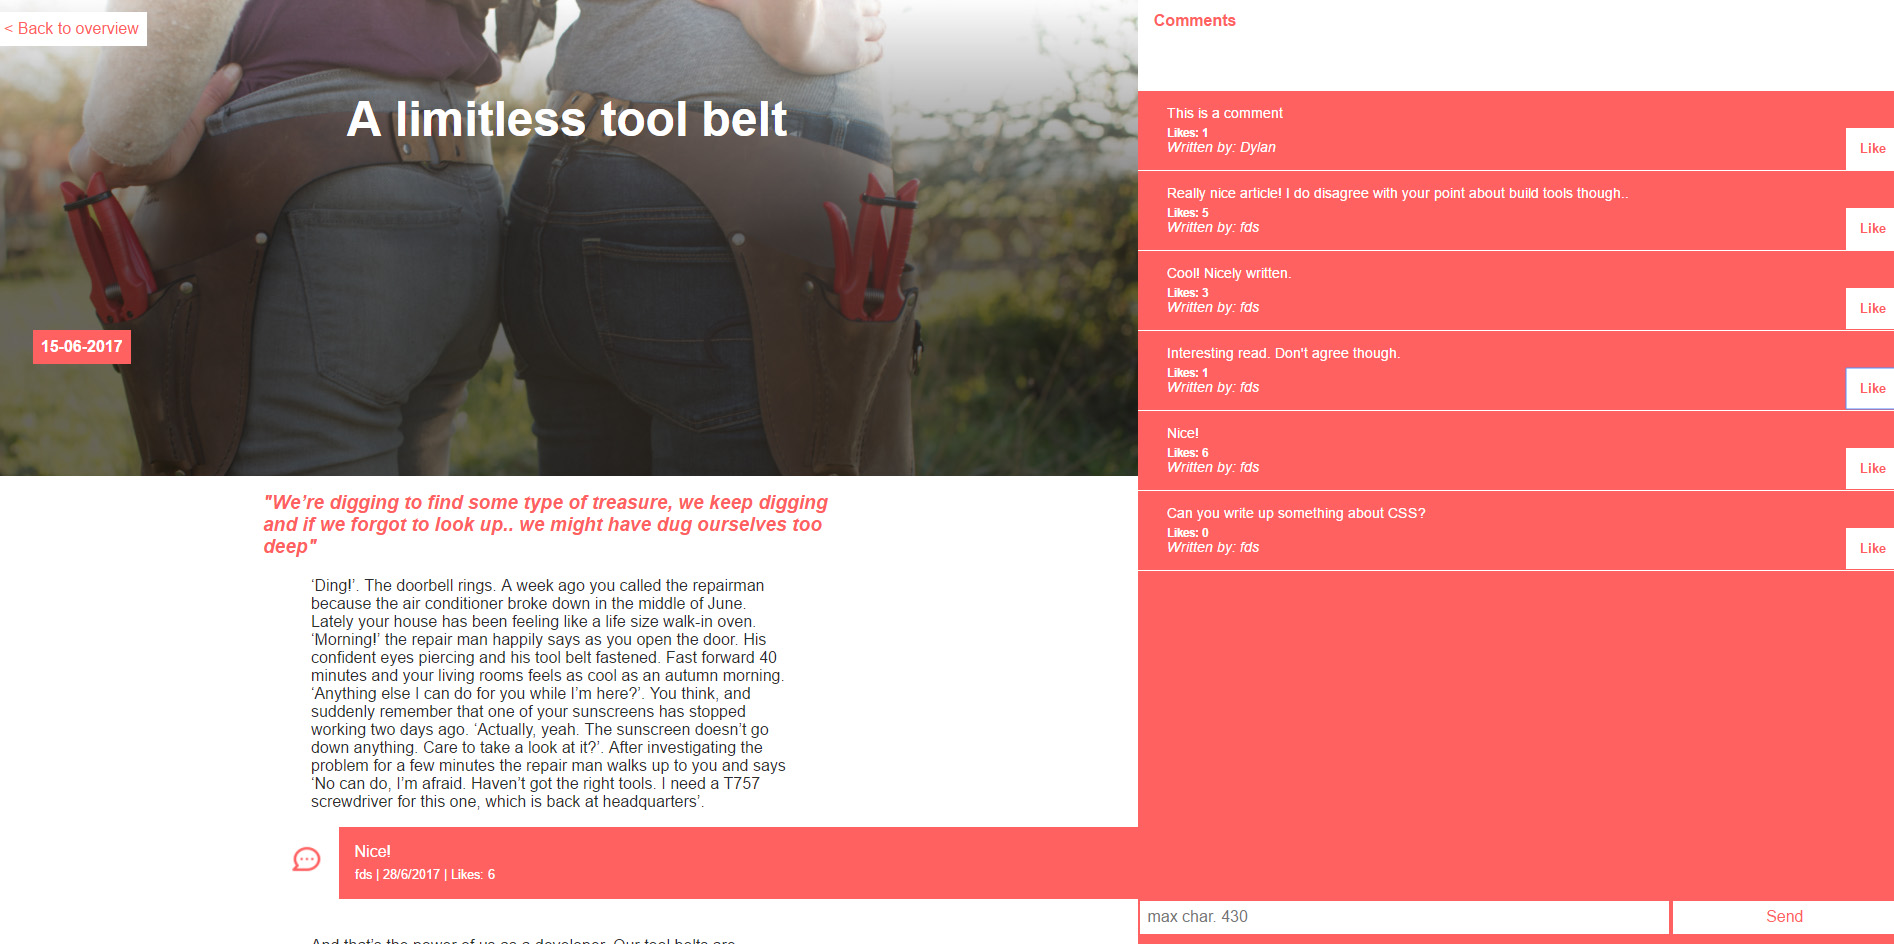 < Back to overview
A limitless tool belt
15-06-2017
"We’re digging to find some type of treasure, we keep digging
and if we forgot to look up.. we might have dug ourselves too
deep"
‘Ding!’. The doorbell rings. A week ago you called the repairman
because the air conditioner broke down in the middle of June.
Lately your house has been feeling like a life size walk-in oven.
‘Morning!’ the repair man happily says as you open the door. His
confident eyes piercing and his tool belt fastened. Fast forward 40
minutes and your living rooms feels as cool as an autumn morning.
‘Anything else I can do for you while I’m here?’. You think, and
suddenly remember that one of your sunscreens has stopped
working two days ago. ‘Actually, yeah. The sunscreen doesn’t go
down anything. Care to take a look at it?’. After investigating the
problem for a few minutes the repair man walks up to you and says
‘No can do, I’m afraid. Haven’t got the right tools. I need a T757
screwdriver for this one, which is back at headquarters’.
Nice!
fds | 28/6/2017 | Likes: 6
And that’s the power of us as a developer. Our tool belts are
Comments
This is a comment
Likes: 1
Written by: Dylan
Like
Really nice article! I do disagree with your point about build tools though..
Likes: 5
Written by: fds
Like
Cool! Nicely written.
Likes: 3
Written by: fds
Like
Interesting read. Don't agree though.
Likes: 1
Written by: fds
Like
Nice!
Likes: 6
Written by: fds
Like
Can you write up something about CSS?
Likes: 0
Written by: fds
Like
max char. 430
Send